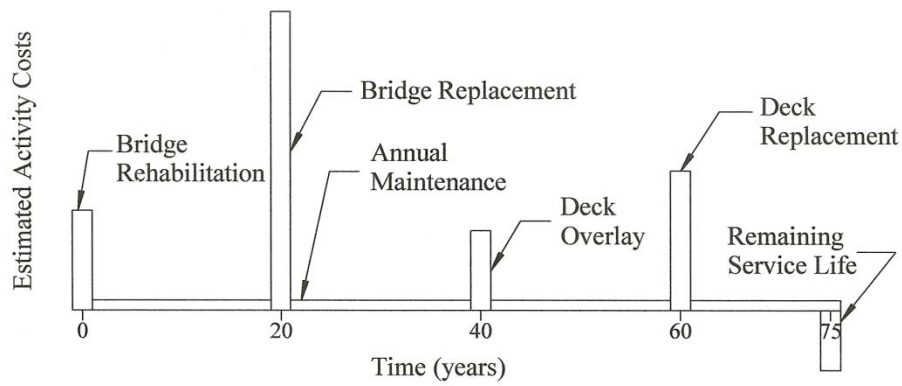 Estimated Activity Costs
Bridge Replacement
Deck
Replacement
Bridge
Rehabilitation
Annual
Maintenance
Deck
Overlay
Remaining
Service Life
0
20
40
60
75
Time (years)